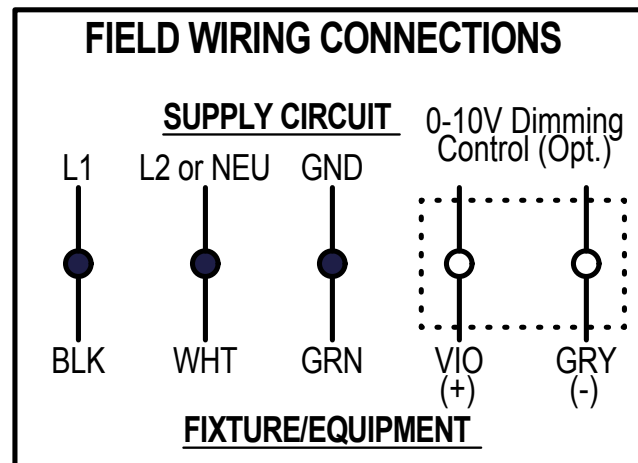 FIELD WIRING CONNECTIONS
SUPPLY CIRCUIT
0-10V Dimming
Control (Opt.)
L1 L2 or NEU GND
BLK WHT GRN VIO GRY
(+) (-)
FIXTURE/EQUIPMENT